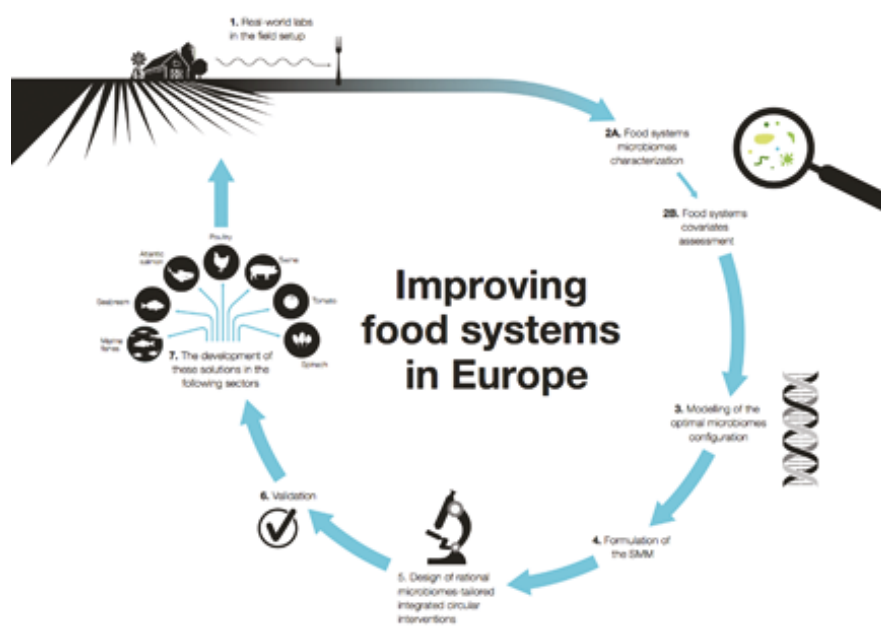 1. Real-world labs
in the field setup
2A. Food systems
microbiomes
characterization
2B. Food systems
covariates
assessment
Improving
food systems
in Europe
3. Modelling of the
optimal microbiomes
configuration
4. Formulation of
the SMM
5. Design of rational
microbiomes-tailored
integrated circular
interventions
6. Validation
7. The development of
these solutions in the
following sectors
Marine
Seabream
Atlantic
salmon
Poultry
Swine
Tomato
Spinach